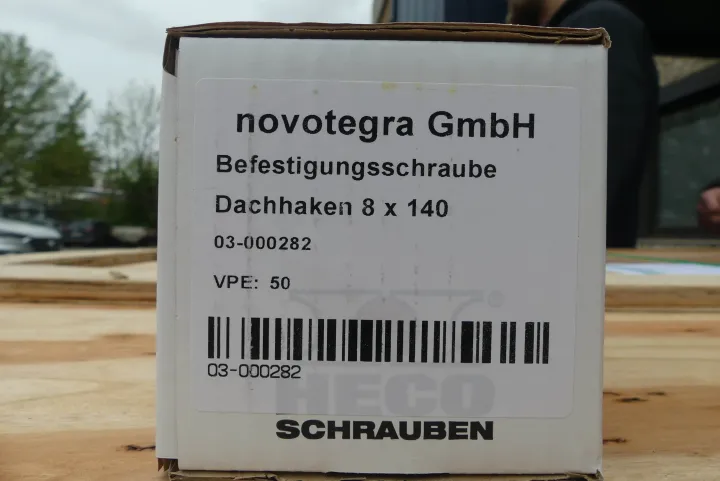 novotegra GmbH
Befestigungsschraube
Dachhaken 8 x 140
03-000282
VPE: 50
03-000282
HECO
®
SCHRAUBEN